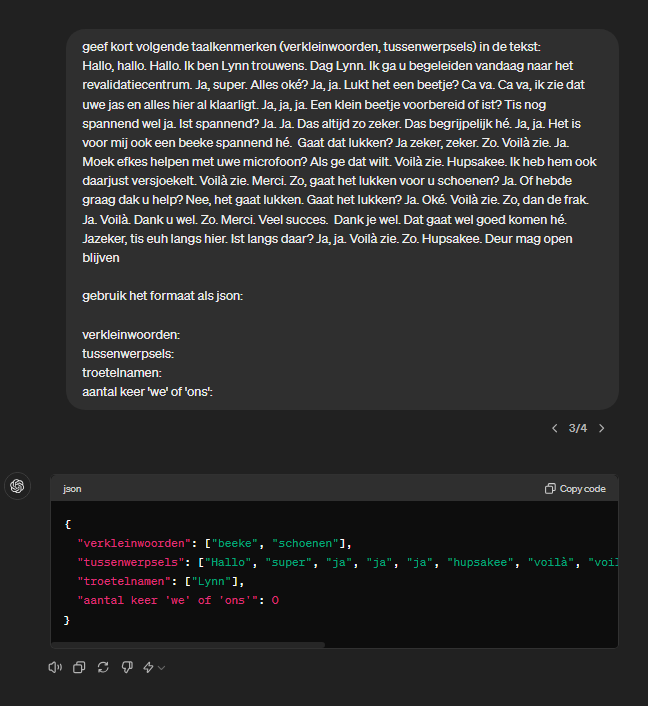 geef kort volgende taalkenmerken (verkleinwoorden, tussenwerpsels) in de tekst:
Hallo, hallo. Hallo. Ik ben Lynn trouwens. Dag Lynn. Ik ga u begeleiden vandaag naar het
revalidatiecentrum. Ja, super. Alles oké? Ja, ja. Lukt het een beetje? Ca va. Ca va, ik zie dat
uwe jas en alles hier al klaarligt. Ja, ja, ja. Een klein beetje voorbereid of ist? Tis nog
spannend wel ja. Ist spannend? Ja. Ja. Das altijd zo zeker. Das begrijpelijk hé. Ja, ja. Het is
voor mij ook een beeke spannend hé.  Gaat dat lukken? Ja zeker, zeker. Zo. Voilà zie. Ja.
Moek efkes helpen met uwe microfoon? Als ge dat wilt. Voilà zie. Hupsakee. Ik heb hem ook
daarjust versjoekelt. Voilà zie. Merci. Zo, gaat het lukken voor u schoenen? Ja. Of hebde
graag dak u help? Nee, het gaat lukken. Gaat het lukken? Ja. Oké. Voilà zie. Zo, dan de frak.
Ja. Voilà. Dank u wel. Zo. Merci. Veel succes.  Dank je wel. Dat gaat wel goed komen hé.
Jazeker, tis euh langs hier. Ist langs daar? Ja, ja. Voilà zie. Zo. Hupsakee. Deur mag open
blijven
gebruik het formaat als json:
verkleinwoorden:
tussenwerpsels:
troetelnamen:
aantal keer 'we' of 'ons':
3/4
json
Copy code
{
"verkleinwoorden": ["beeke", "schoenen"],
"tussenwerpsels": ["Hallo", "super", "ja", "ja", "ja", "hupsakee", "voilà", "voil
"troetelnamen": ["Lynn"],
"aantal keer 'we' of 'ons'": 0
}